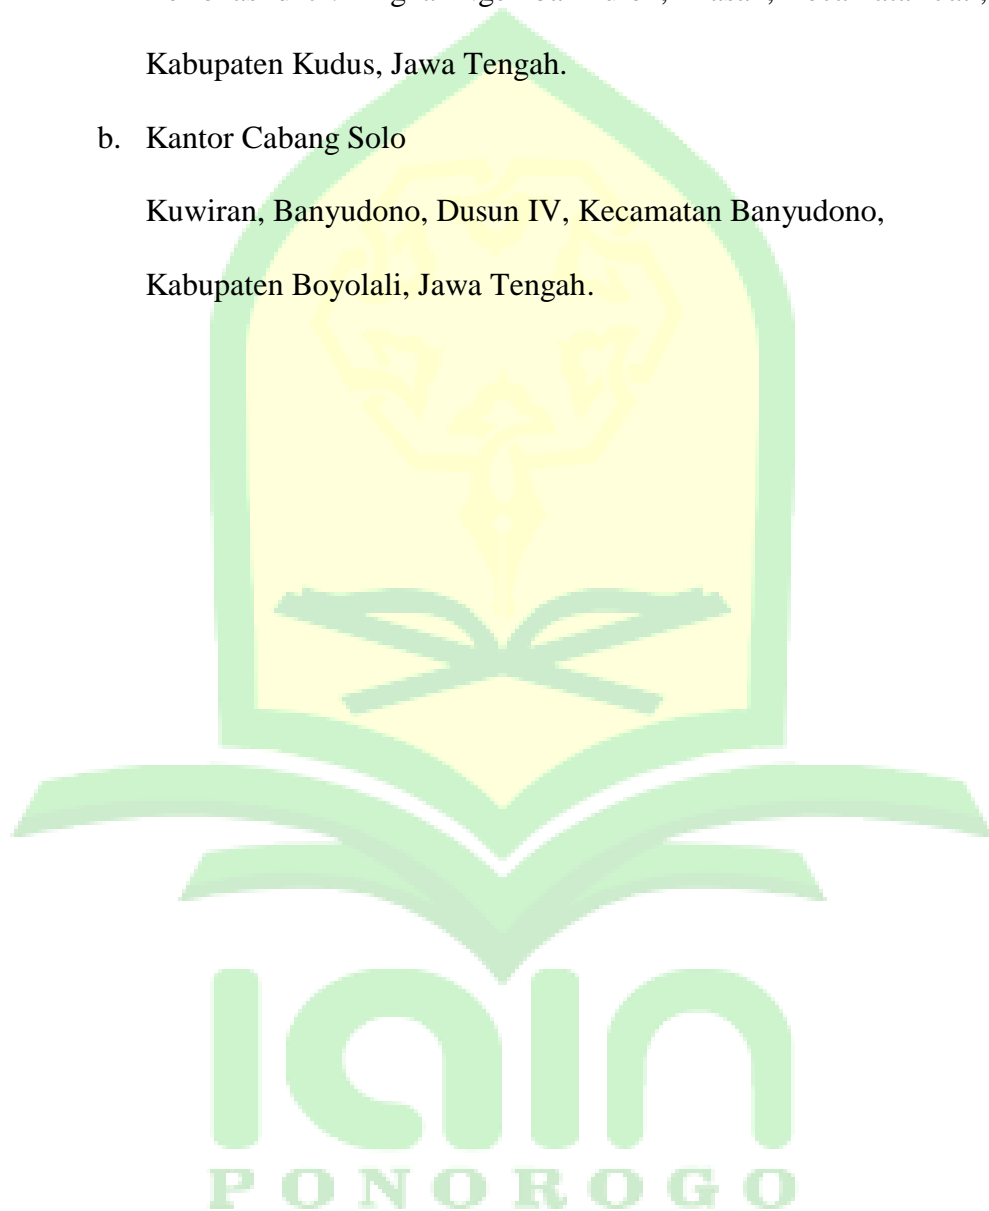 Kabupaten Kudus, Jawa Tengah.
b. Kantor Cabang Solo
Kuwiran, Banyudono, Dusun IV, Kecamatan Banyudono,
Kabupaten Boyolali, Jawa Tengah.
iain
PONOROGO